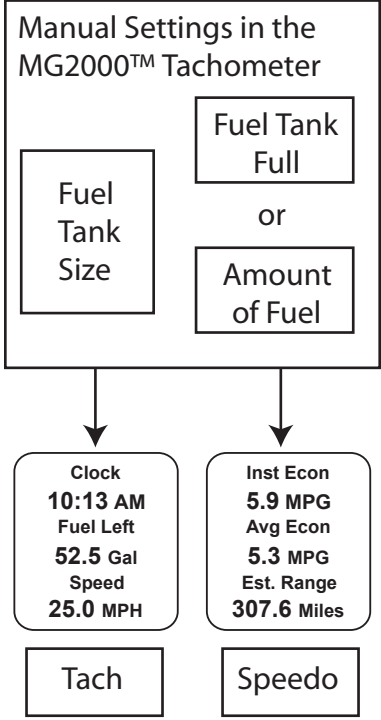 Manual Settings in the
MG2000™ Tachometer
Fuel
Tank
Size
Fuel Tank
Full
or
Amount
of Fuel
Clock
10:13 AM
Fuel Left
52.5 Gal
Speed
25.0 MPH
Inst Econ
5.9 MPG
Avg Econ
5.3 MPG
Est. Range
307.6 Miles
Tach
Speedo